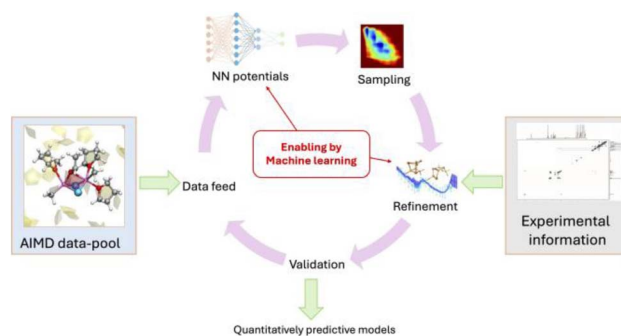 NN potentials
Sampling
Enabling by
Machine learning
Data feed
Refinement
AIMD data-pool
Experimental
information
Validation
Quantitatively predictive models